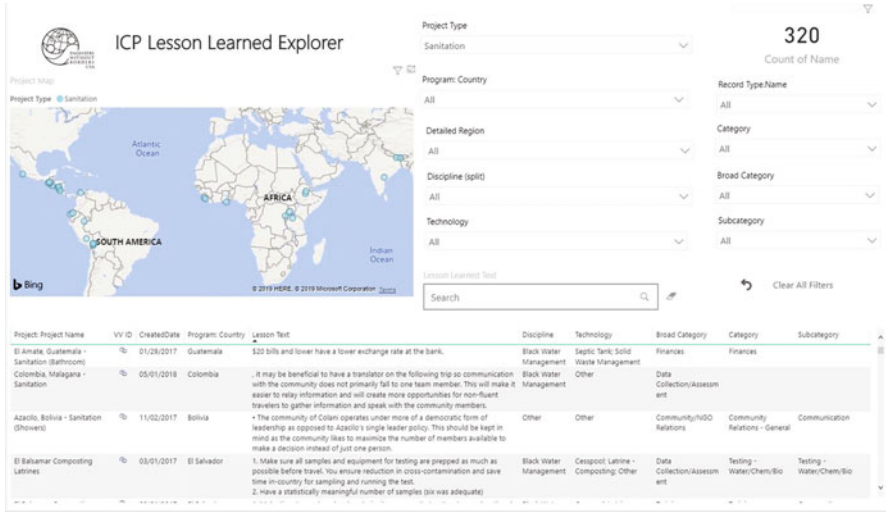 ENGINEERS
WITHOUT
BORDERS
USA
ICP Lesson Learned Explorer
Project Type
Sanitation
320
Count of Name
Project Map
Project Type Sanitation
Program: Country
All
Record Type.Name
All
Detailed Region
All
Category
All
Discipline (split)
All
Broad Category
All
Technology
All
Subcategory
All
Atlantic
Ocean
AFRICA
SOUTH AMERICA
Indian
Ocean
Bing
© 2019 HERE, © 2019 Microsoft Corporation Terms
Lesson Learned Text
Search
Clear All Filters
Project: Project Name VV ID CreatedDate Program: Country Lesson Text Discipline Technology Broad Category Category Subcategory
El Amate, Guatemala - 01/29/2017 Guatemala $20 bills and lower have a lower exchange rate at the bank. Black Water Septic Tank; Solid Finances Finances
Sanitation (Bathroom) Management Waste Management
Colombia, Malagana - 05/01/2018 Colombia , it may be beneficial to have a translator on the following trip so communication Black Water Other Data
Sanitation with the community does not primarily fall to one team member. This will make it Management Collection/Assessm
easier to relay information and will create more opportunities for non-fluent ent
travelers to gather information and speak with the community members.
Azacilo, Bolivia - Sanitation 11/02/2017 Bolivia • The community of Colani operates under more of a democratic form of Other Other Community/NGO Community Communication
(Showers) leadership as opposed to Azacilo's single leader policy. This should be kept in Relations Relations - General
mind as the community likes to maximize the number of members available to
make a decision instead of just one person.
El Balsamar Composting 03/01/2017 El Salvador 1. Make sure all samples and equipment for testing are prepped as much as Black Water Cesspool; Latrine - Data Testing - Testing -
Latrines possible before travel. You ensure reduction in cross-contamination and save Management Composting; Other Collection/Assessm Water/Chem/Bio Water/Chem/Bio
time in-country for sampling and running the test. ent
2. Have a statistically meaningful number of samples (six was adequate)